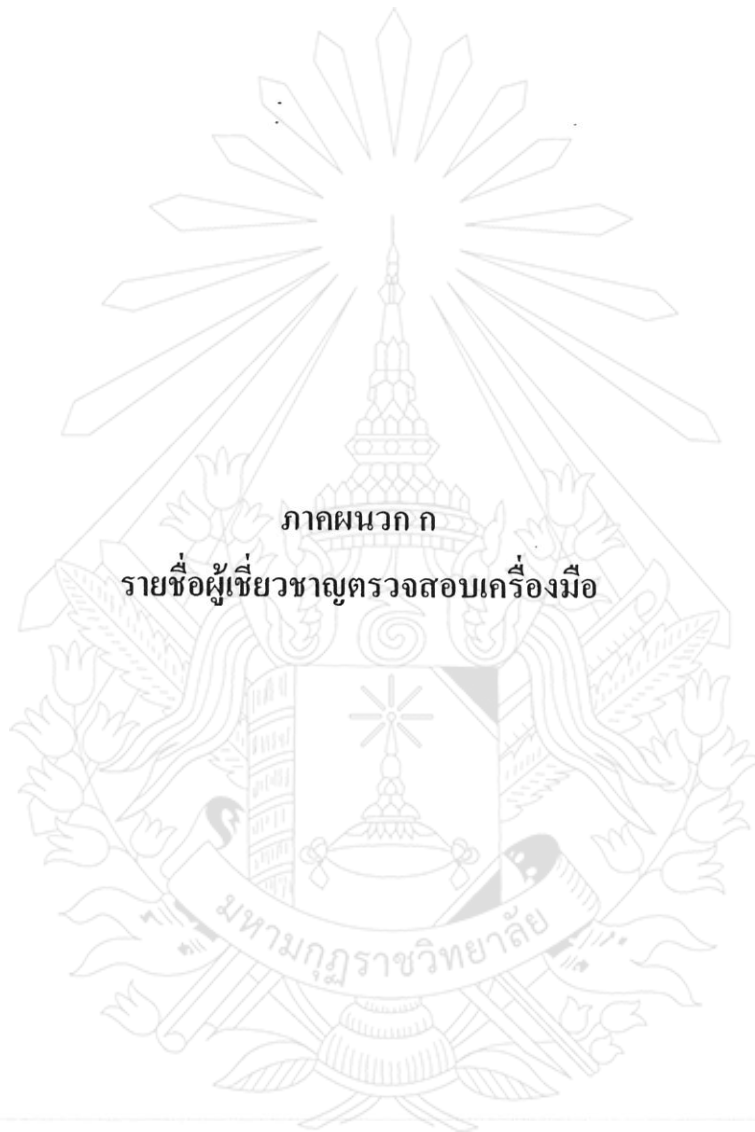 ภาคผนวก ก
รายชื่อผู้เชี่ยวชาญตรวจสอบเครื่องมือ
มหามกุฏราชวิทยาลัย